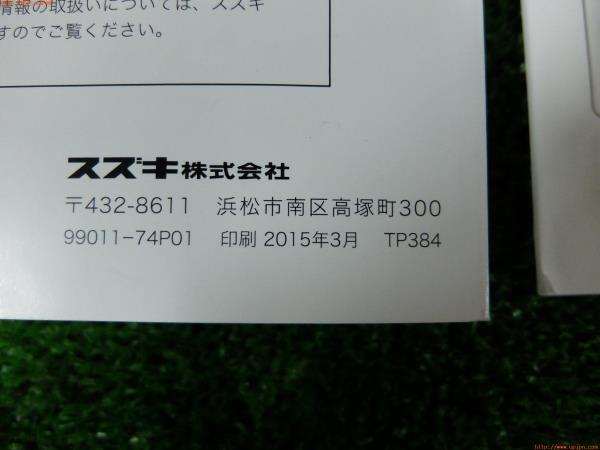 情報の取扱いについては、スズキ
すのでご覧ください。
スズキ株式会社
〒432-8611 浜松市南区高塚町300
99011-74P01 印刷 2015年3月 TP384